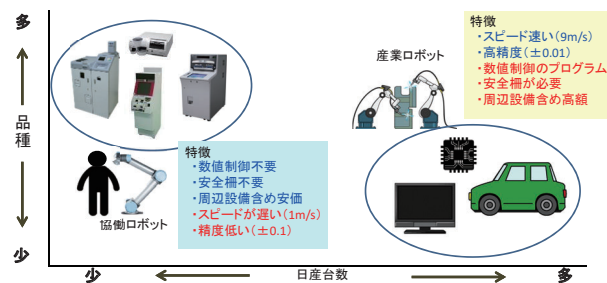 多
品種
少
産業ロボット
特徴
・スピード速い（9m/s）
・高精度（±0.01）
・数値制御のプログラム
・安全柵が必要
・周辺設備含め高額
協働ロボット
特徴
・数値制御不要
・安全柵不要
・周辺設備含め安価
・スピードが遅い（1m/s）
・精度低い（±0.1）
少
日産台数
多